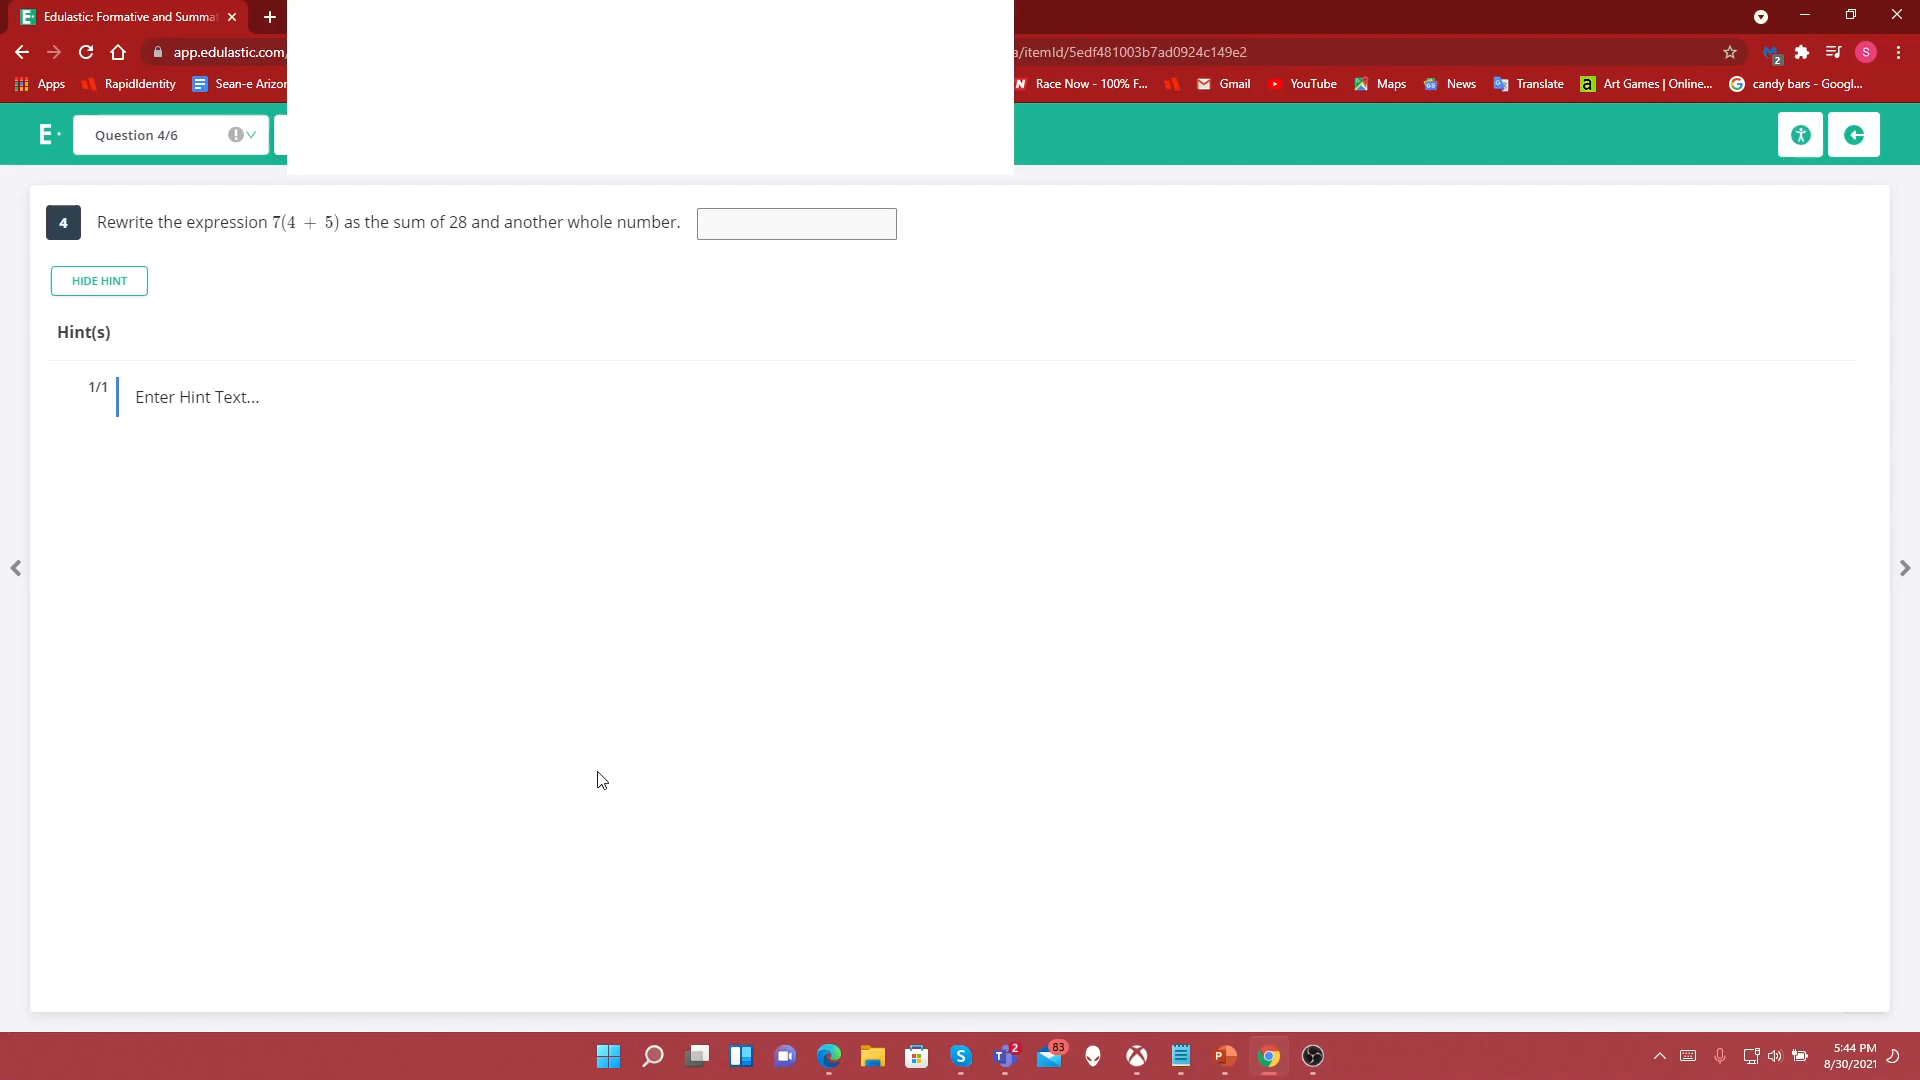 Edulastic: Formative and Summat
app.edulastic.com/
a/itemId/5edf481003b7ad0924c149e2
S
2
Apps
RapidIdentity
Sean-e Arizon
Race Now - 100% F...
Gmail
YouTube
Maps
News
Translate
Art Games | Online...
candy bars - Googl...
E
Question 4/6
4
Rewrite the expression 7(4 + 5) as the sum of 28 and another whole number.
HIDE HINT
Hint(s)
1/1
Enter Hint Text...
2
83
5:44 PM
8/30/2021